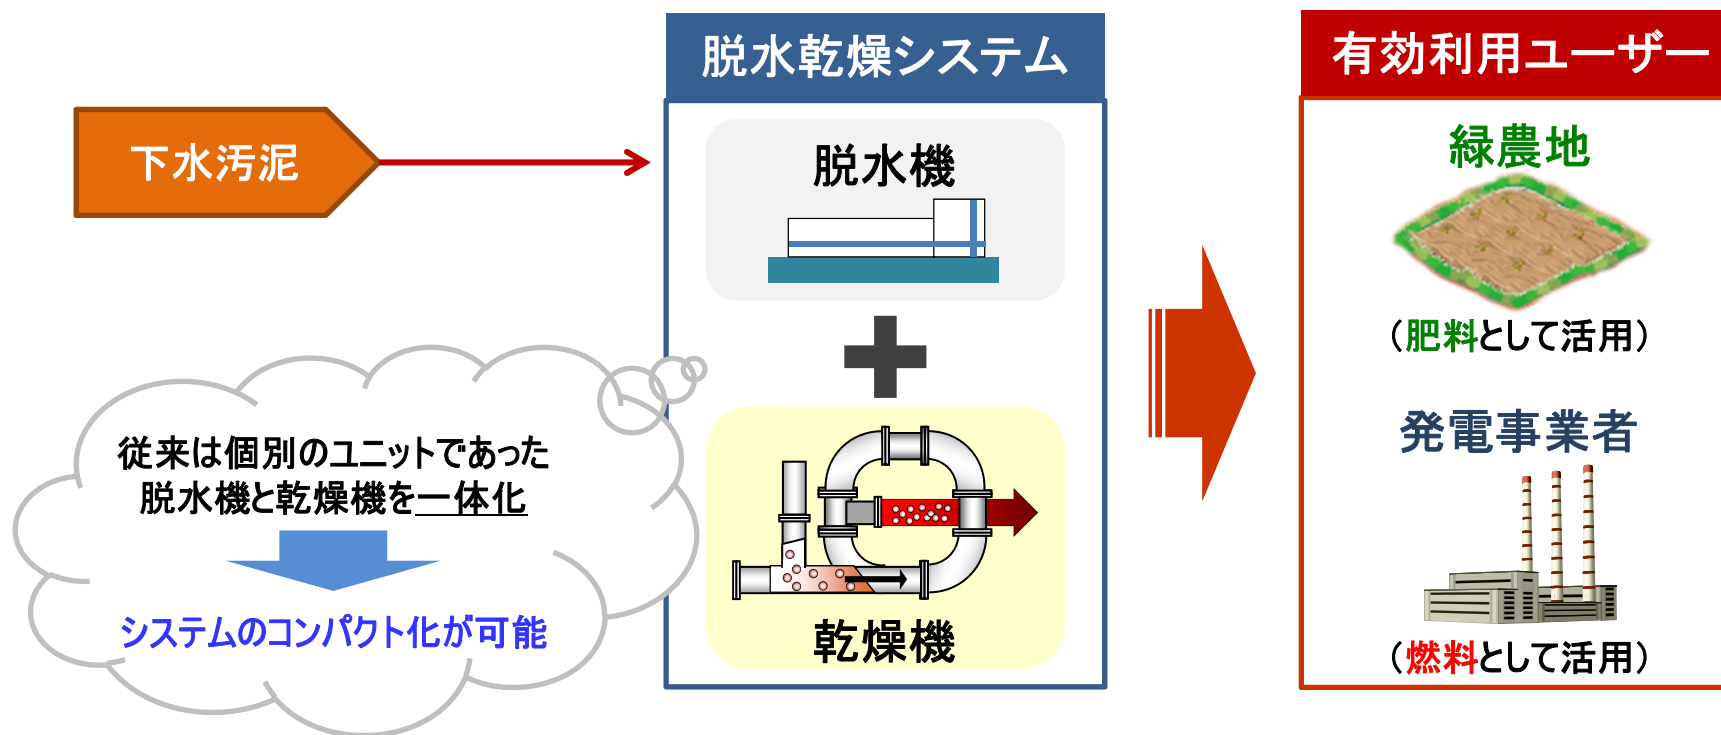 脱水乾燥システム
有効利用ユーザー
下水汚泥
脱水機
緑農地
（肥料として活用）
従来は個別のユニットであった
脱水機と乾燥機を一体化
システムのコンパクト化が可能
乾燥機
発電事業者
（燃料として活用）